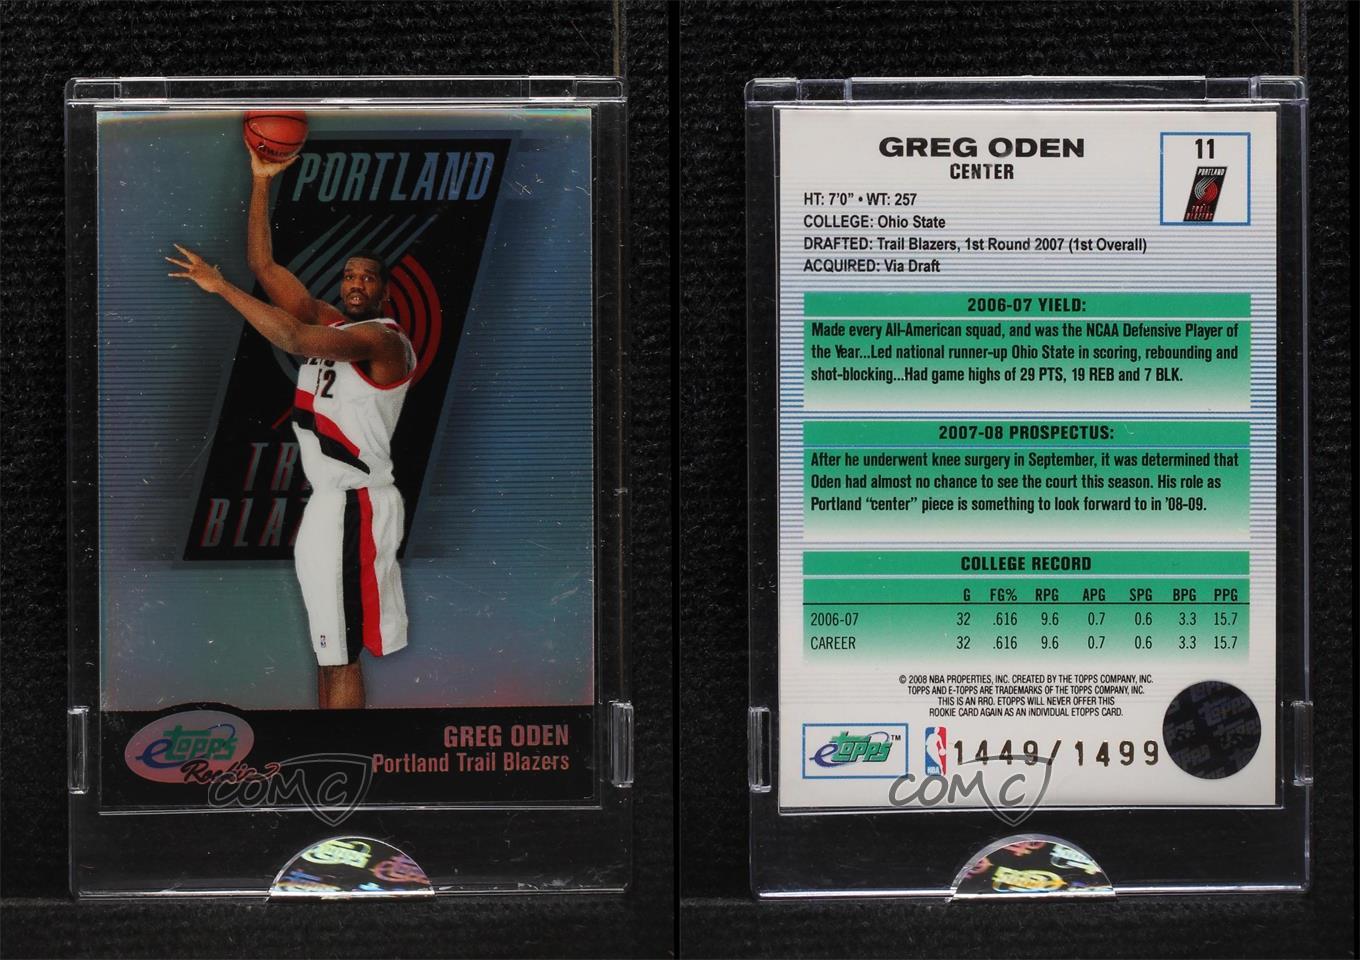 PORTLAND
TR
BLAZ
12
etopps
GREG ODEN
Portland Trail Blazers
COMC
GREG ODEN
CENTER
11
PORTLAND
TRAIL
BLAZERS
HT: 7'0" • WT: 257
COLLEGE: Ohio State
DRAFTED: Trail Blazers, 1st Round 2007 (1st Overall)
ACQUIRED: Via Draft
2006-07 YIELD:
Made every All-American squad, and was the NCAA Defensive Player of
the Year...Led national runner-up Ohio State in scoring, rebounding and
shot-blocking...Had game highs of 29 PTS, 19 REB and 7 BLK.
2007-08 PROSPECTUS:
After he underwent knee surgery in September, it was determined that
Oden had almost no chance to see the court this season. His role as
Portland "center" piece is something to look forward to in '08-09.
COLLEGE RECORD
G FG% RPG APG SPG BPG PPG
2006-07 32 .616 9.6 0.7 0.6 3.3 15.7
CAREER 32 .616 9.6 0.7 0.6 3.3 15.7
© 2008 NBA PROPERTIES, INC. CREATED BY THE TOPPS COMPANY, INC.
TOPPS AND E-TOPPS ARE TRADEMARKS OF THE TOPPS COMPANY, INC.
THIS IS AN RRO. ETOPPS WILL NEVER OFFER THIS
ROOKIE CARD AGAIN AS AN INDIVIDUAL ETOPPS CARD.
etopps™
NBA
1449/1499
COMC